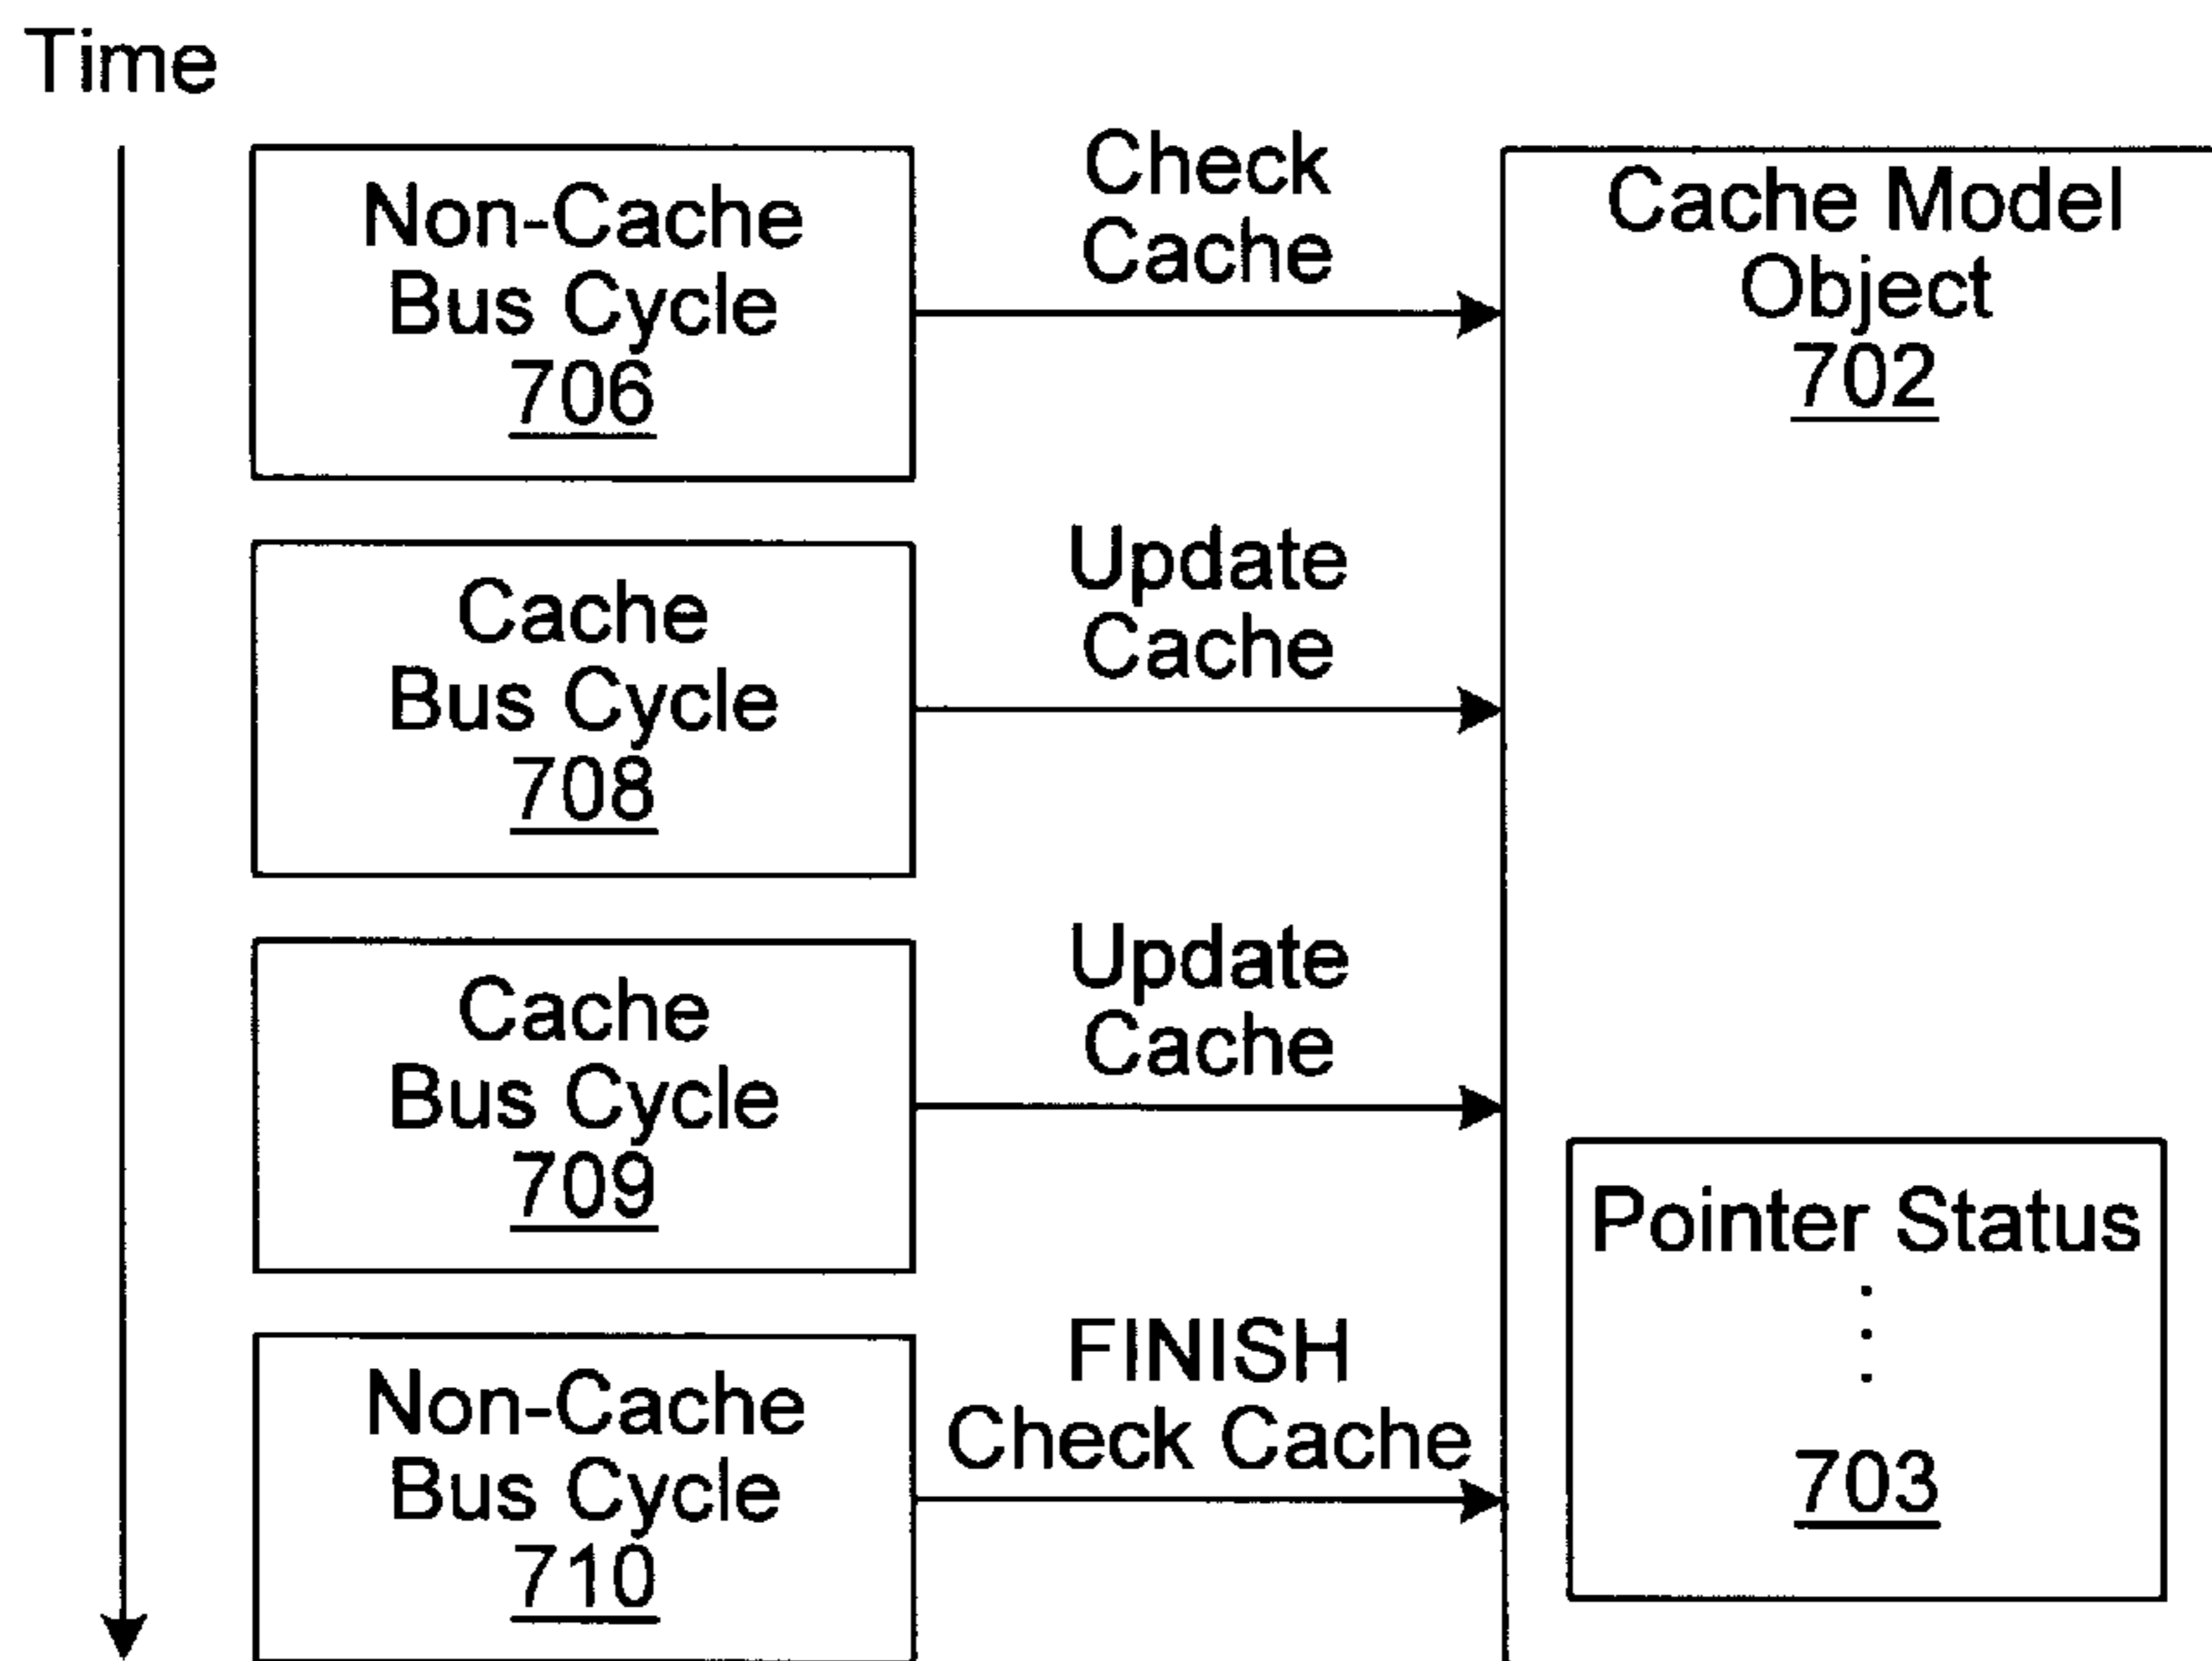 Time
Non-Cache
Bus Cycle
706
Check
Cache
Cache Model
Object
702
Cache
Bus Cycle
708
Update
Cache
Cache
Bus Cycle
709
Update
Cache
Pointer Status
703
Non-Cache
Bus Cycle
710
FINISH
Check Cache